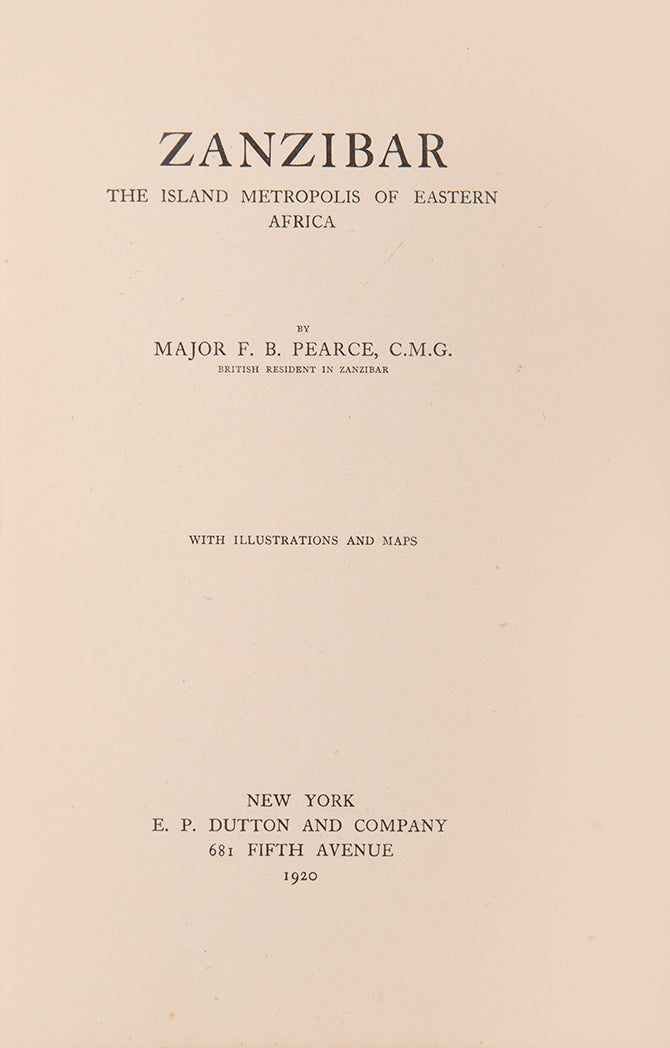 ZANZIBAR
THE ISLAND METROPOLIS OF EASTERN
AFRICA
BY
MAJOR F. B. PEARCE, C.M.G.
BRITISH RESIDENT IN ZANZIBAR
WITH ILLUSTRATIONS AND MAPS
NEW YORK
E. P. DUTTON AND COMPANY
681 FIFTH AVENUE
1920